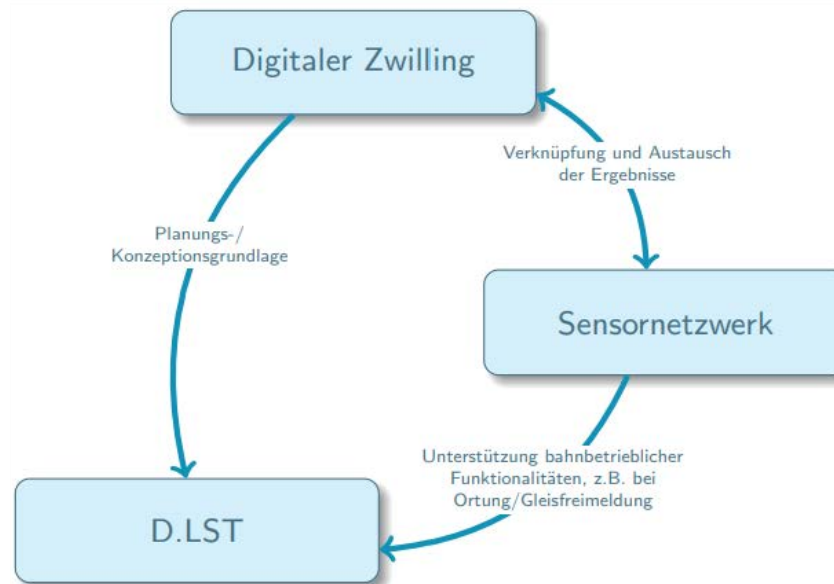 Digitaler Zwilling
Verknüpfung und Austausch
der Ergebnisse
Planungs-/
Konzeptionsgrundlage
Sensornetzwerk
Unterstützung bahnbetrieblicher
Funktionalitäten, z.B. bei
Ortung/Gleisfreimeldung
D.LST